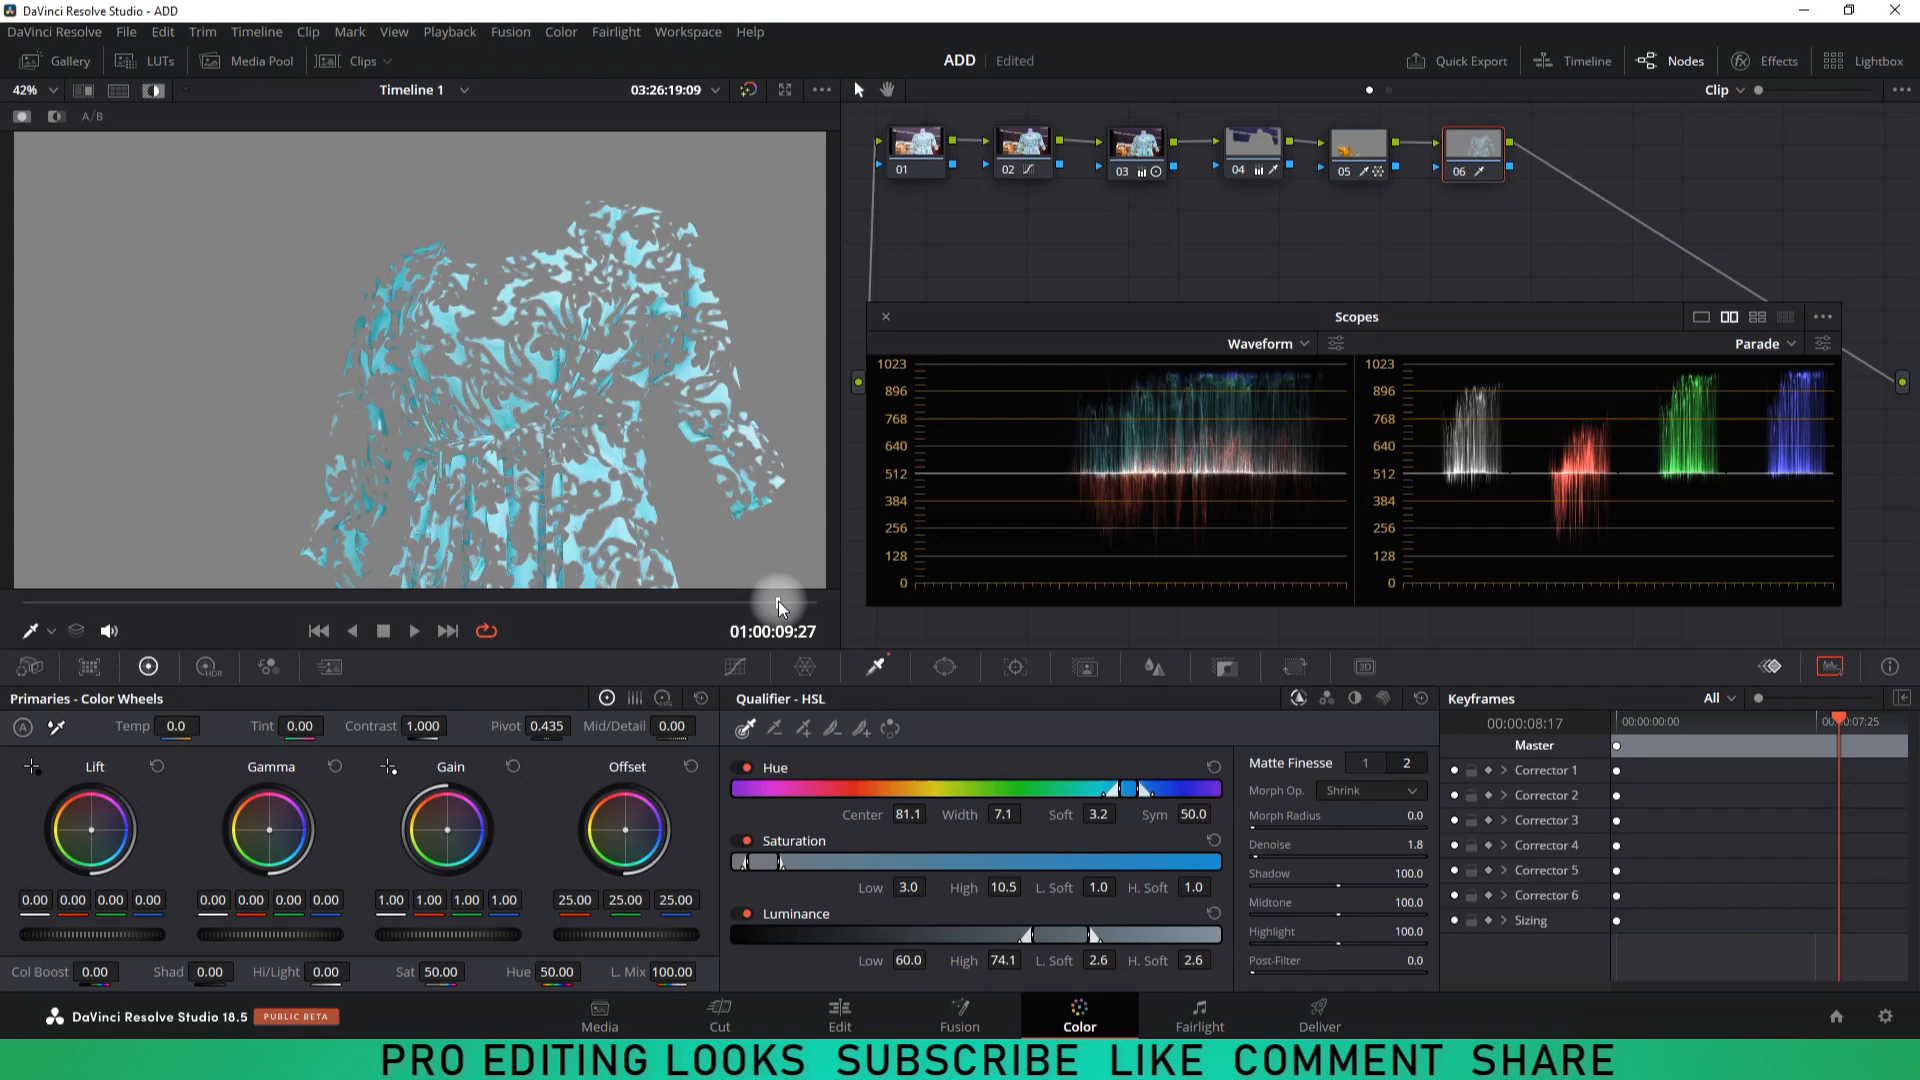 DaVinci Resolve Studio - ADD
DaVinci Resolve File Edit Trim Timeline Clip Mark View Playback Fusion Color Fairlight Workspace Help
Gallery LUTs Media Pool Clips ADD Edited Quick Export Timeline Nodes Effects Lightbox
42% Timeline 1 03:26:19:09 Clip
A/B
01 02 03 04 05 06
Scopes
Waveform Parade
1023 1023
896 896
768 768
640 640
512 512
384 384
256 256
128 128
0 0
01:00:09:27
HDR 3D
Primaries - Color Wheels Qualifier - HSL Keyframes All
A Temp 0.0 Tint 0.00 Contrast 1.000 Pivot 0.435 Mid/Detail 0.00
00:00:08:17 00:00:00:00
Lift Gamma Gain Offset
0.00 0.00 0.00 0.00 0.00 0.00 0.00 0.00 1.00 1.00 1.00 1.00 25.00 25.00 25.00
Col Boost 0.00 Shad 0.00 Hi/Light 0.00 Sat 50.00 Hue 50.00 L. Mix 100.00
Hue
Center 81.1 Width 7.1 Soft 3.2 Sym 50.0
Saturation
Low 3.0 High 10.5 L. Soft 1.0 H. Soft 1.0
Luminance
Low 60.0 High 74.1 L. Soft 2.6 H. Soft 2.6
Matte Finesse 1 2
Morph Op. Shrink
Morph Radius 0.0
Denoise 1.8
Shadow 100.0
Midtone 100.0
Highlight 100.0
Post-Filter 0.0
Master
Corrector 1
Corrector 2
Corrector 3
Corrector 4
Corrector 5
Corrector 6
Sizing
DaVinci Resolve Studio 18.5 PUBLIC BETA Media Cut Edit Fusion Color Fairlight Deliver
PRO EDITING LOOKS SUBSCRIBE LIKE COMMENT SHARE